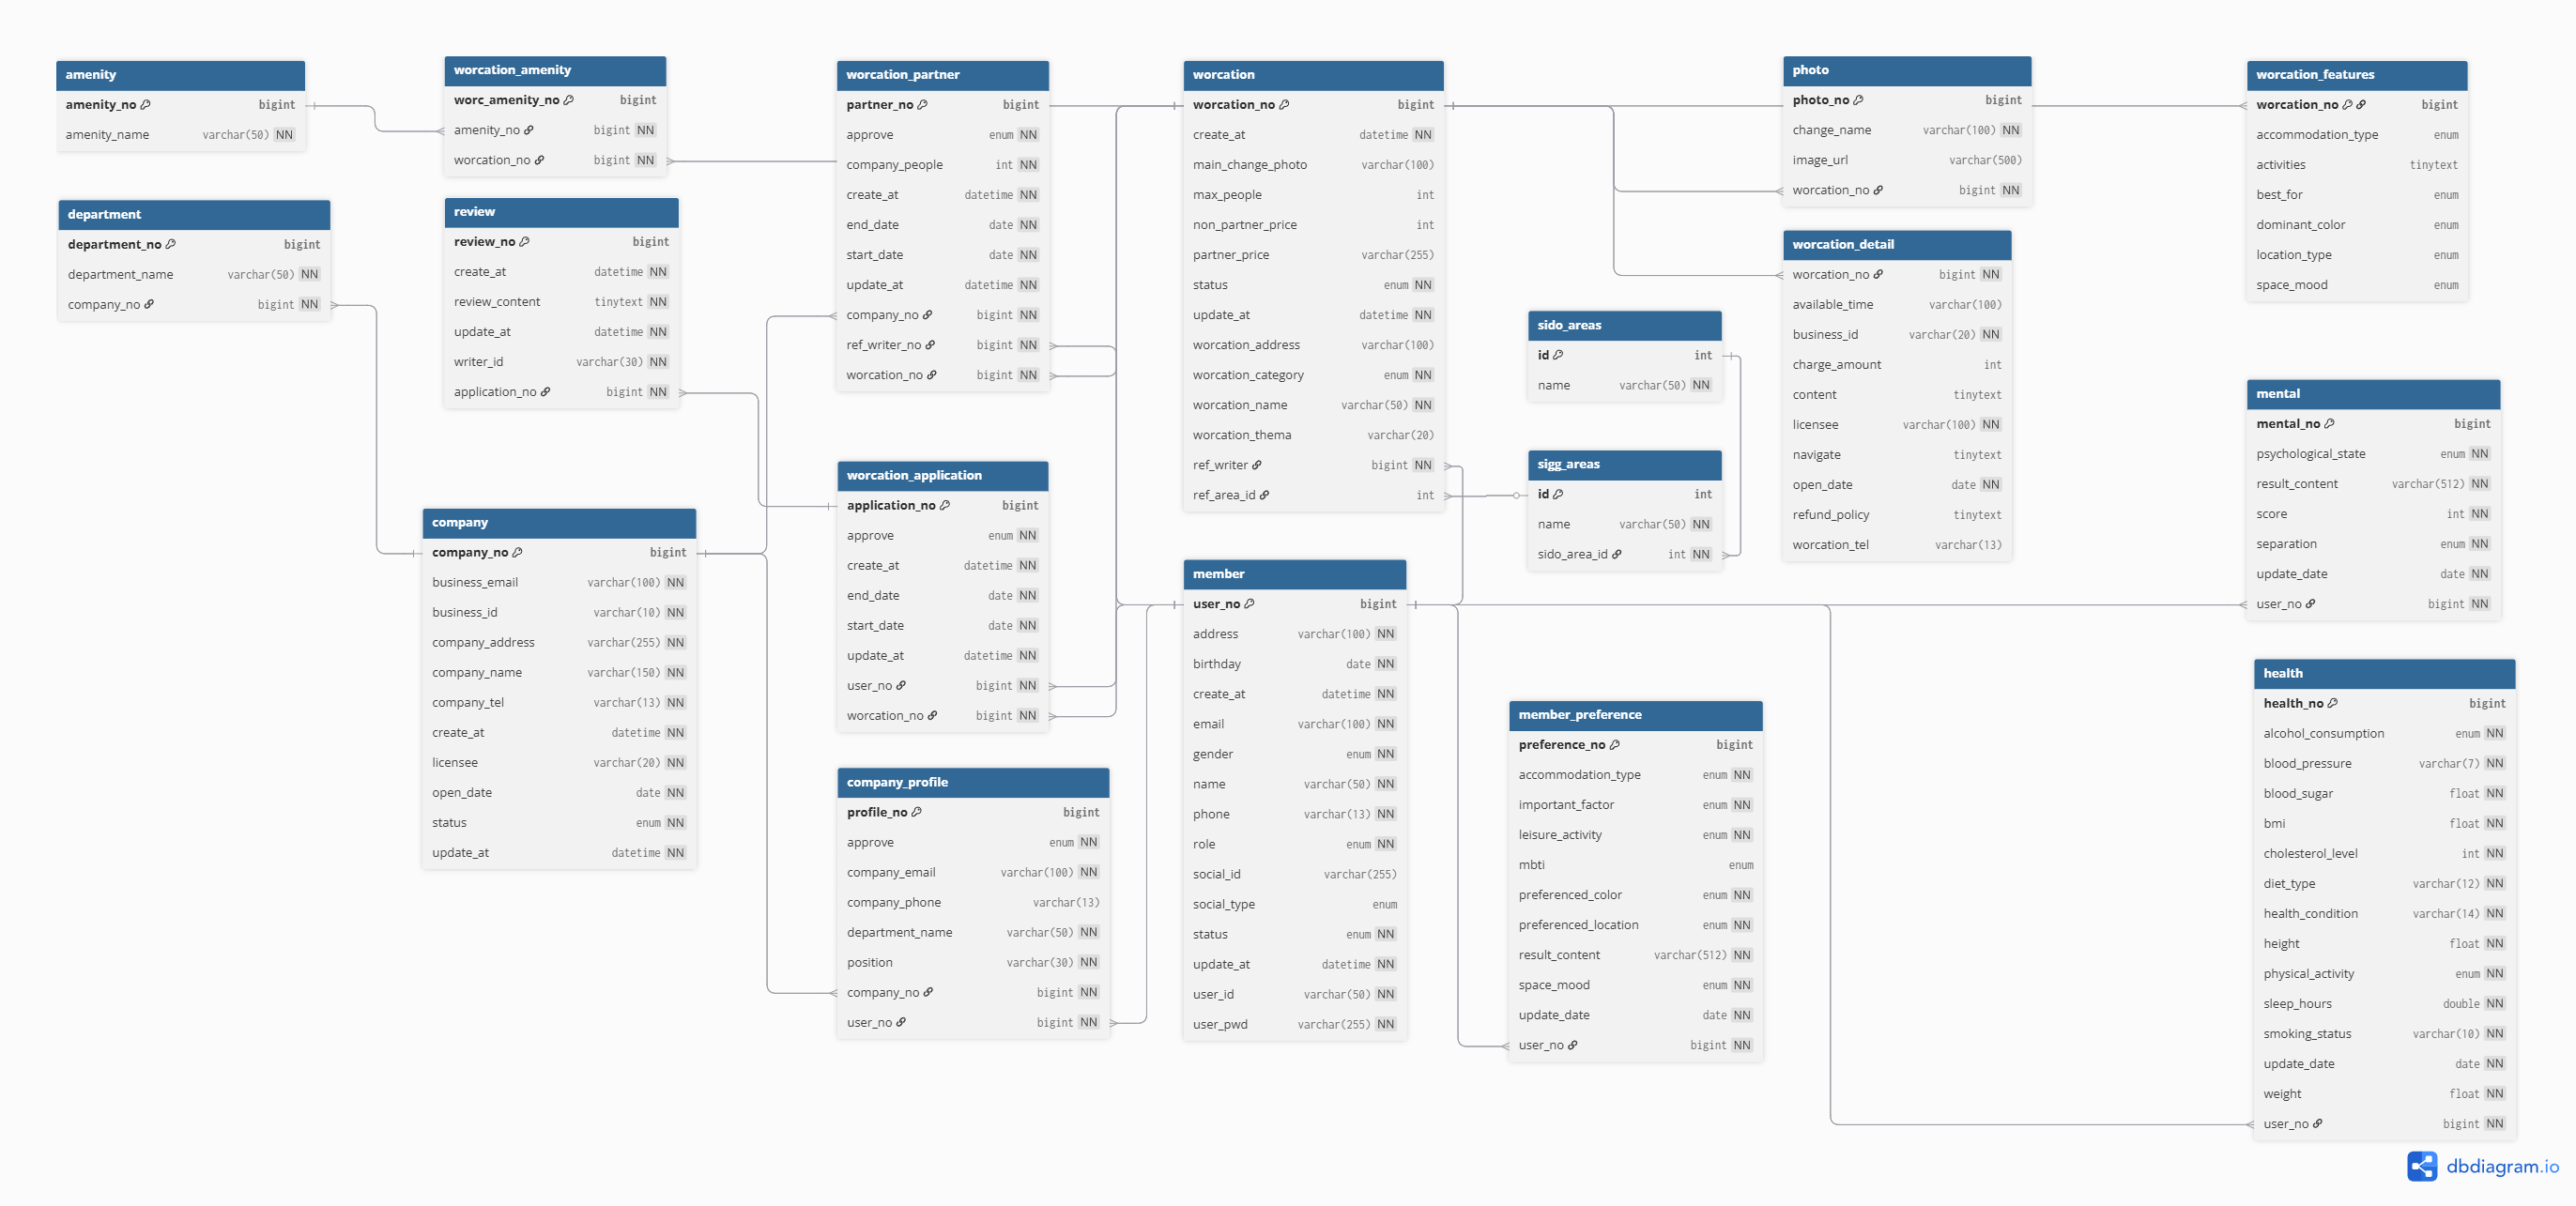 amenity
amenity_no bigint
amenity_name varchar(50) NN
worcation_amenity
worc_amenity_no bigint
amenity_no bigint NN
worcation_no bigint NN
department
department_no bigint
department_name varchar(50) NN
company_no bigint NN
review
review_no bigint
create_at datetime NN
review_content tinytext NN
update_at datetime NN
writer_id varchar(30) NN
application_no bigint NN
company
company_no bigint
business_email varchar(100) NN
business_id varchar(10) NN
company_address varchar(255) NN
company_name varchar(150) NN
company_tel varchar(13) NN
create_at datetime NN
licensee varchar(20) NN
open_date date NN
status enum NN
update_at datetime NN
worcation_partner
partner_no bigint
approve enum NN
company_people int NN
create_at datetime NN
end_date date NN
start_date date NN
update_at datetime NN
company_no bigint NN
ref_writer_no bigint NN
worcation_no bigint NN
worcation_application
application_no bigint
approve enum NN
create_at datetime NN
end_date date NN
start_date date NN
update_at datetime NN
user_no bigint NN
worcation_no bigint NN
company_profile
profile_no bigint
approve enum NN
company_email varchar(100) NN
company_phone varchar(13)
department_name varchar(50) NN
position varchar(30) NN
company_no bigint NN
user_no bigint NN
worcation
worcation_no bigint
create_at datetime NN
main_change_photo varchar(100)
max_people int
non_partner_price int
partner_price varchar(255)
status enum NN
update_at datetime NN
worcation_address varchar(100)
worcation_category enum NN
worcation_name varchar(50) NN
worcation_thema varchar(20)
ref_writer bigint NN
ref_area_id int
member
user_no bigint
address varchar(100) NN
birthday date NN
create_at datetime NN
email varchar(100) NN
gender enum NN
name varchar(50) NN
phone varchar(13) NN
role enum NN
social_id varchar(255)
social_type enum
status enum NN
update_at datetime NN
user_id varchar(50) NN
user_pwd varchar(255) NN
sido_areas
id int
name varchar(50) NN
sigg_areas
id int
name varchar(50) NN
sido_area_id int NN
member_preference
preference_no bigint
accommodation_type enum NN
important_factor enum NN
leisure_activity enum NN
mbti enum
preferenced_color enum NN
preferenced_location enum NN
result_content varchar(512) NN
space_mood enum NN
update_date date NN
user_no bigint NN
photo
photo_no bigint
change_name varchar(100) NN
image_url varchar(500)
worcation_no bigint NN
worcation_detail
worcation_no bigint NN
available_time varchar(100)
business_id varchar(20) NN
charge_amount int
content tinytext
licensee varchar(100) NN
navigate tinytext
open_date date NN
refund_policy tinytext
worcation_tel varchar(13)
worcation_features
worcation_no bigint
accommodation_type enum
activities tinytext
best_for enum
dominant_color enum
location_type enum
space_mood enum
mental
mental_no bigint
psychological_state enum NN
result_content varchar(512) NN
score int NN
separation enum NN
update_date date NN
user_no bigint NN
health
health_no bigint
alcohol_consumption enum NN
blood_pressure varchar(7) NN
blood_sugar float NN
bmi float NN
cholesterol_level int NN
diet_type varchar(12) NN
health_condition varchar(14) NN
height float NN
physical_activity enum NN
sleep_hours double NN
smoking_status varchar(10) NN
update_date date NN
weight float NN
user_no bigint NN
dbdiagram.io